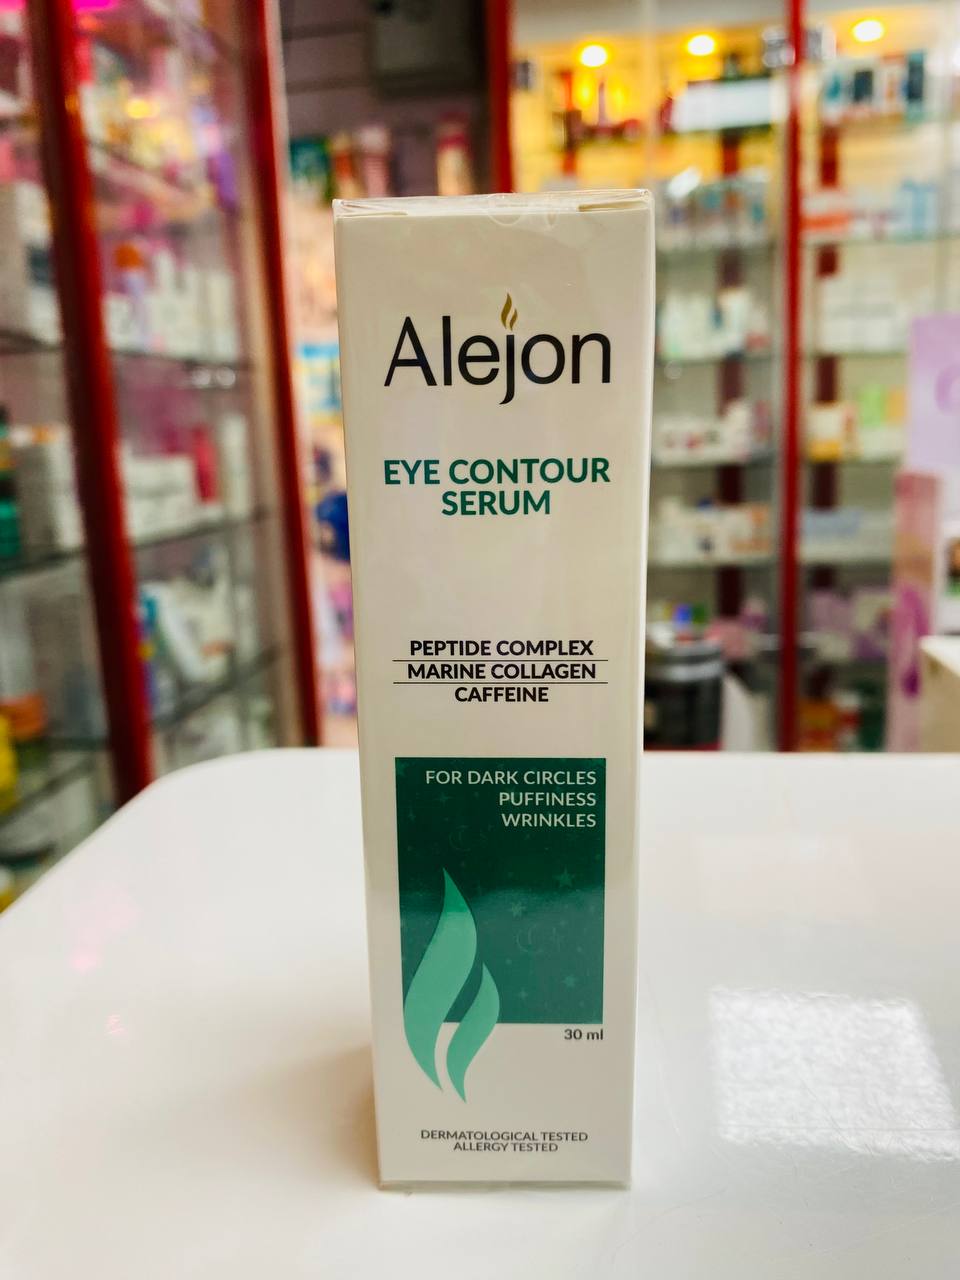 Alejon
EYE CONTOUR
SERUM
PEPTIDE COMPLEX
MARINE COLLAGEN
CAFFEINE
FOR DARK CIRCLES
PUFFINESS
WRINKLES
30 ml
DERMATOLOGICAL TESTED
ALLERGY TESTED